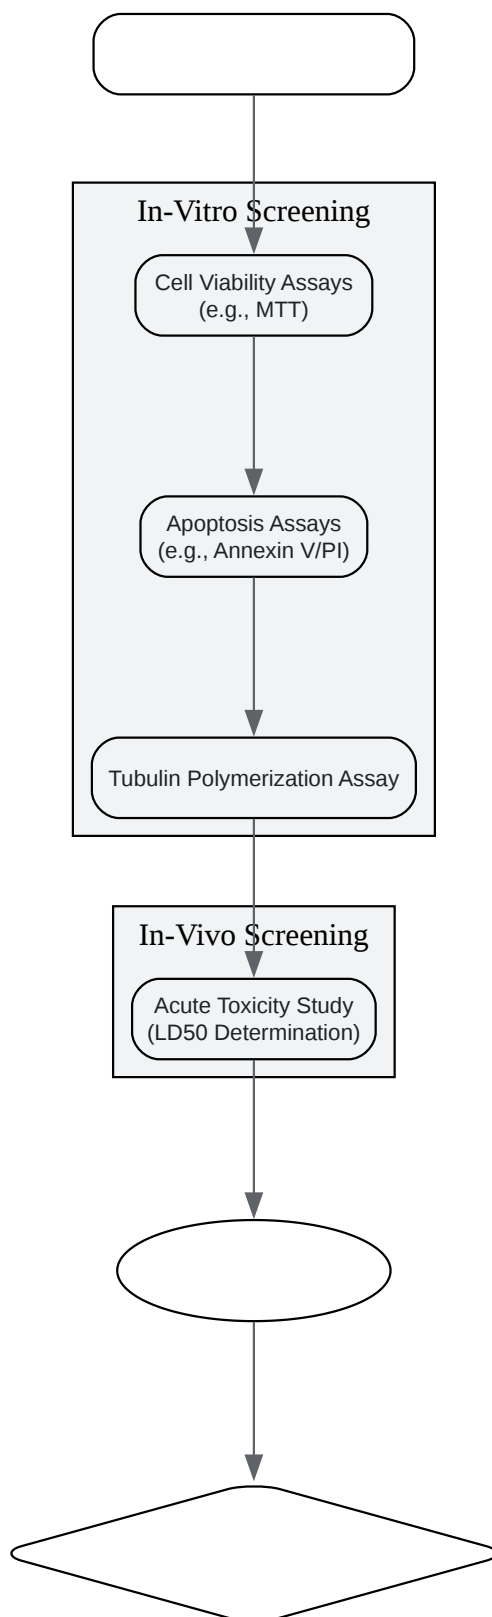 In-Vitro Screening
Cell Viability Assays
(e.g., MTT)
Apoptosis Assays
(e.g., Annexin V/PI)
Tubulin Polymerization Assay
In-Vivo Screening
Acute Toxicity Study
(LD50 Determination)